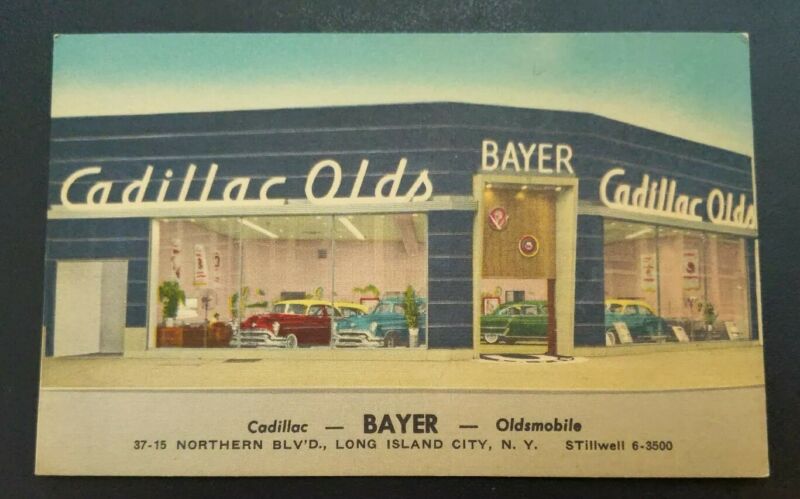 BAYER
Cadillac Olds
Cadillac Olds
Cadillac — BAYER — Oldsmobile
37-15 NORTHERN BLV'D., LONG ISLAND CITY, N. Y. STillwell 6-3500